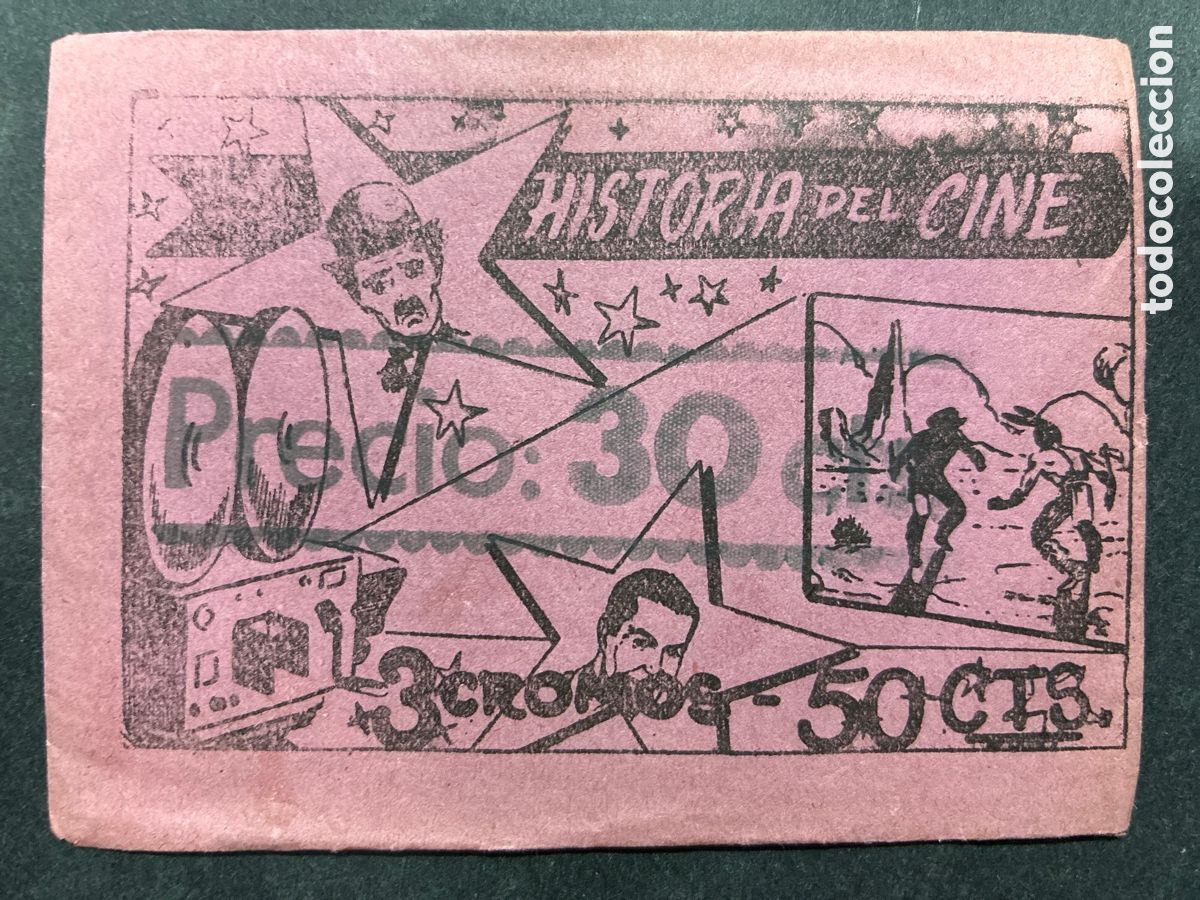 HISTORIA DEL CINE
Precio: 30
3 CROMOS - 50 CTS
todocoleccion